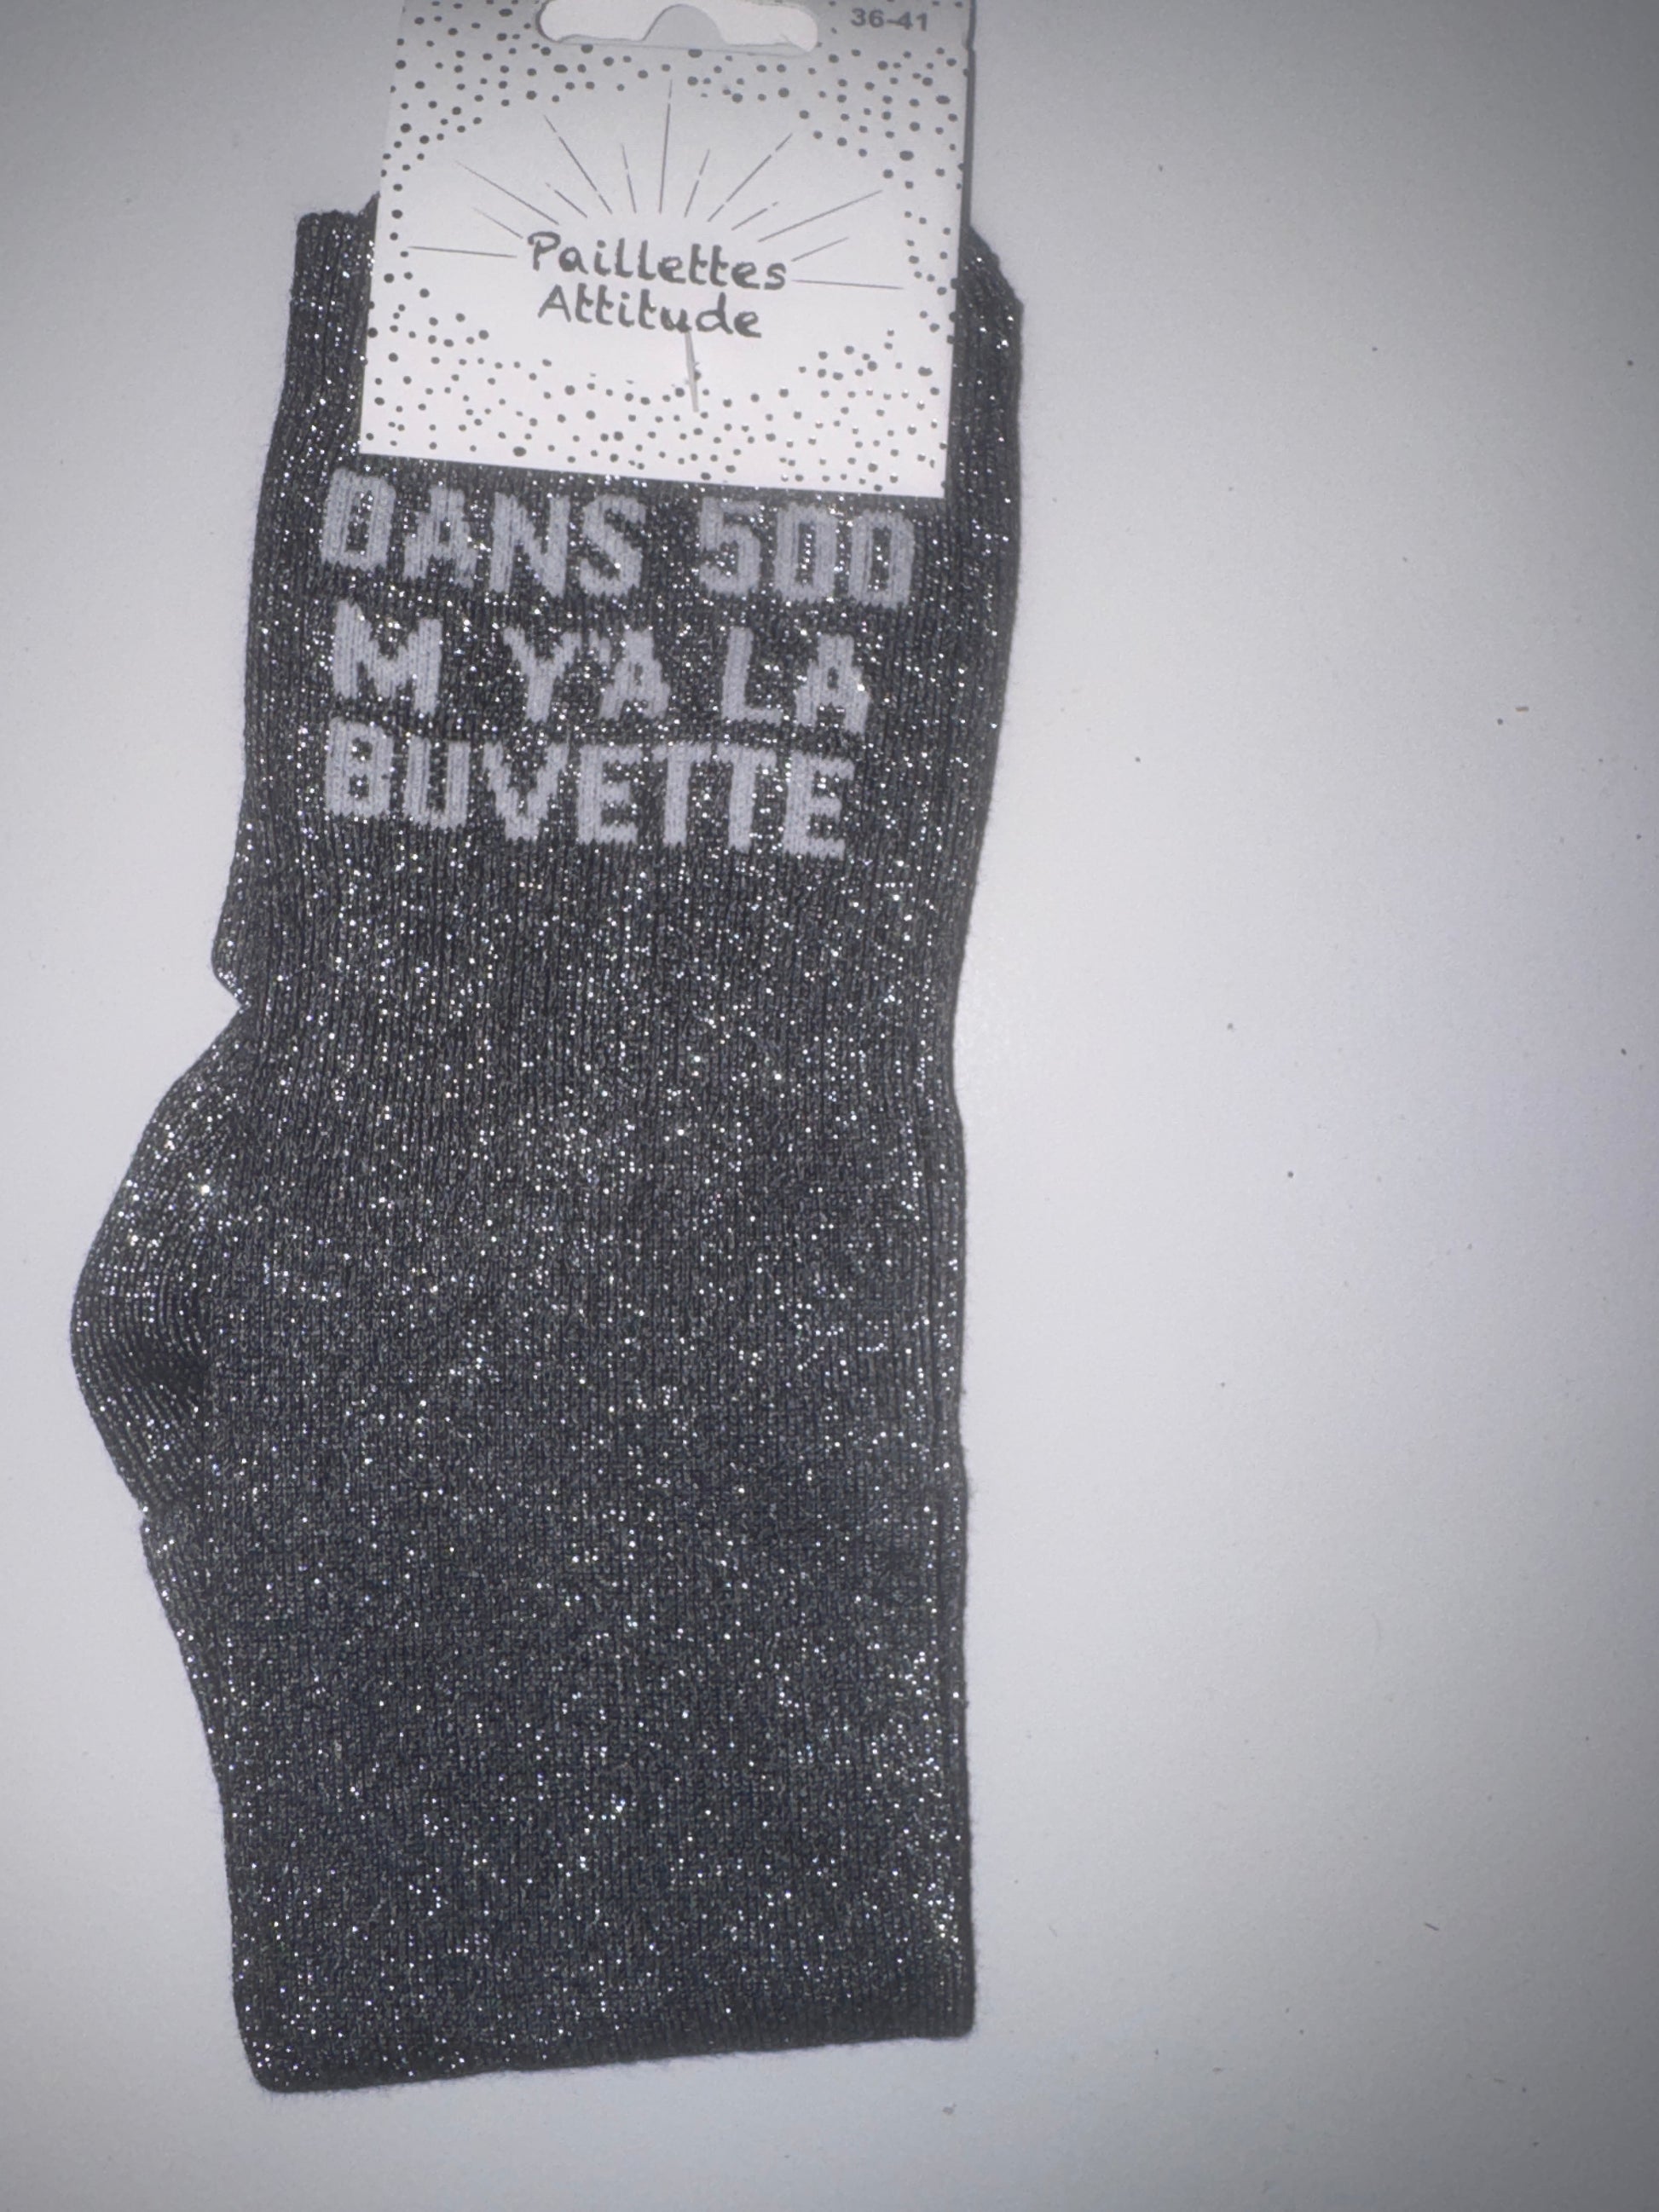 36-41
Paillettes
Attitude
DANS 500
M Y'A LA
BUVETTE